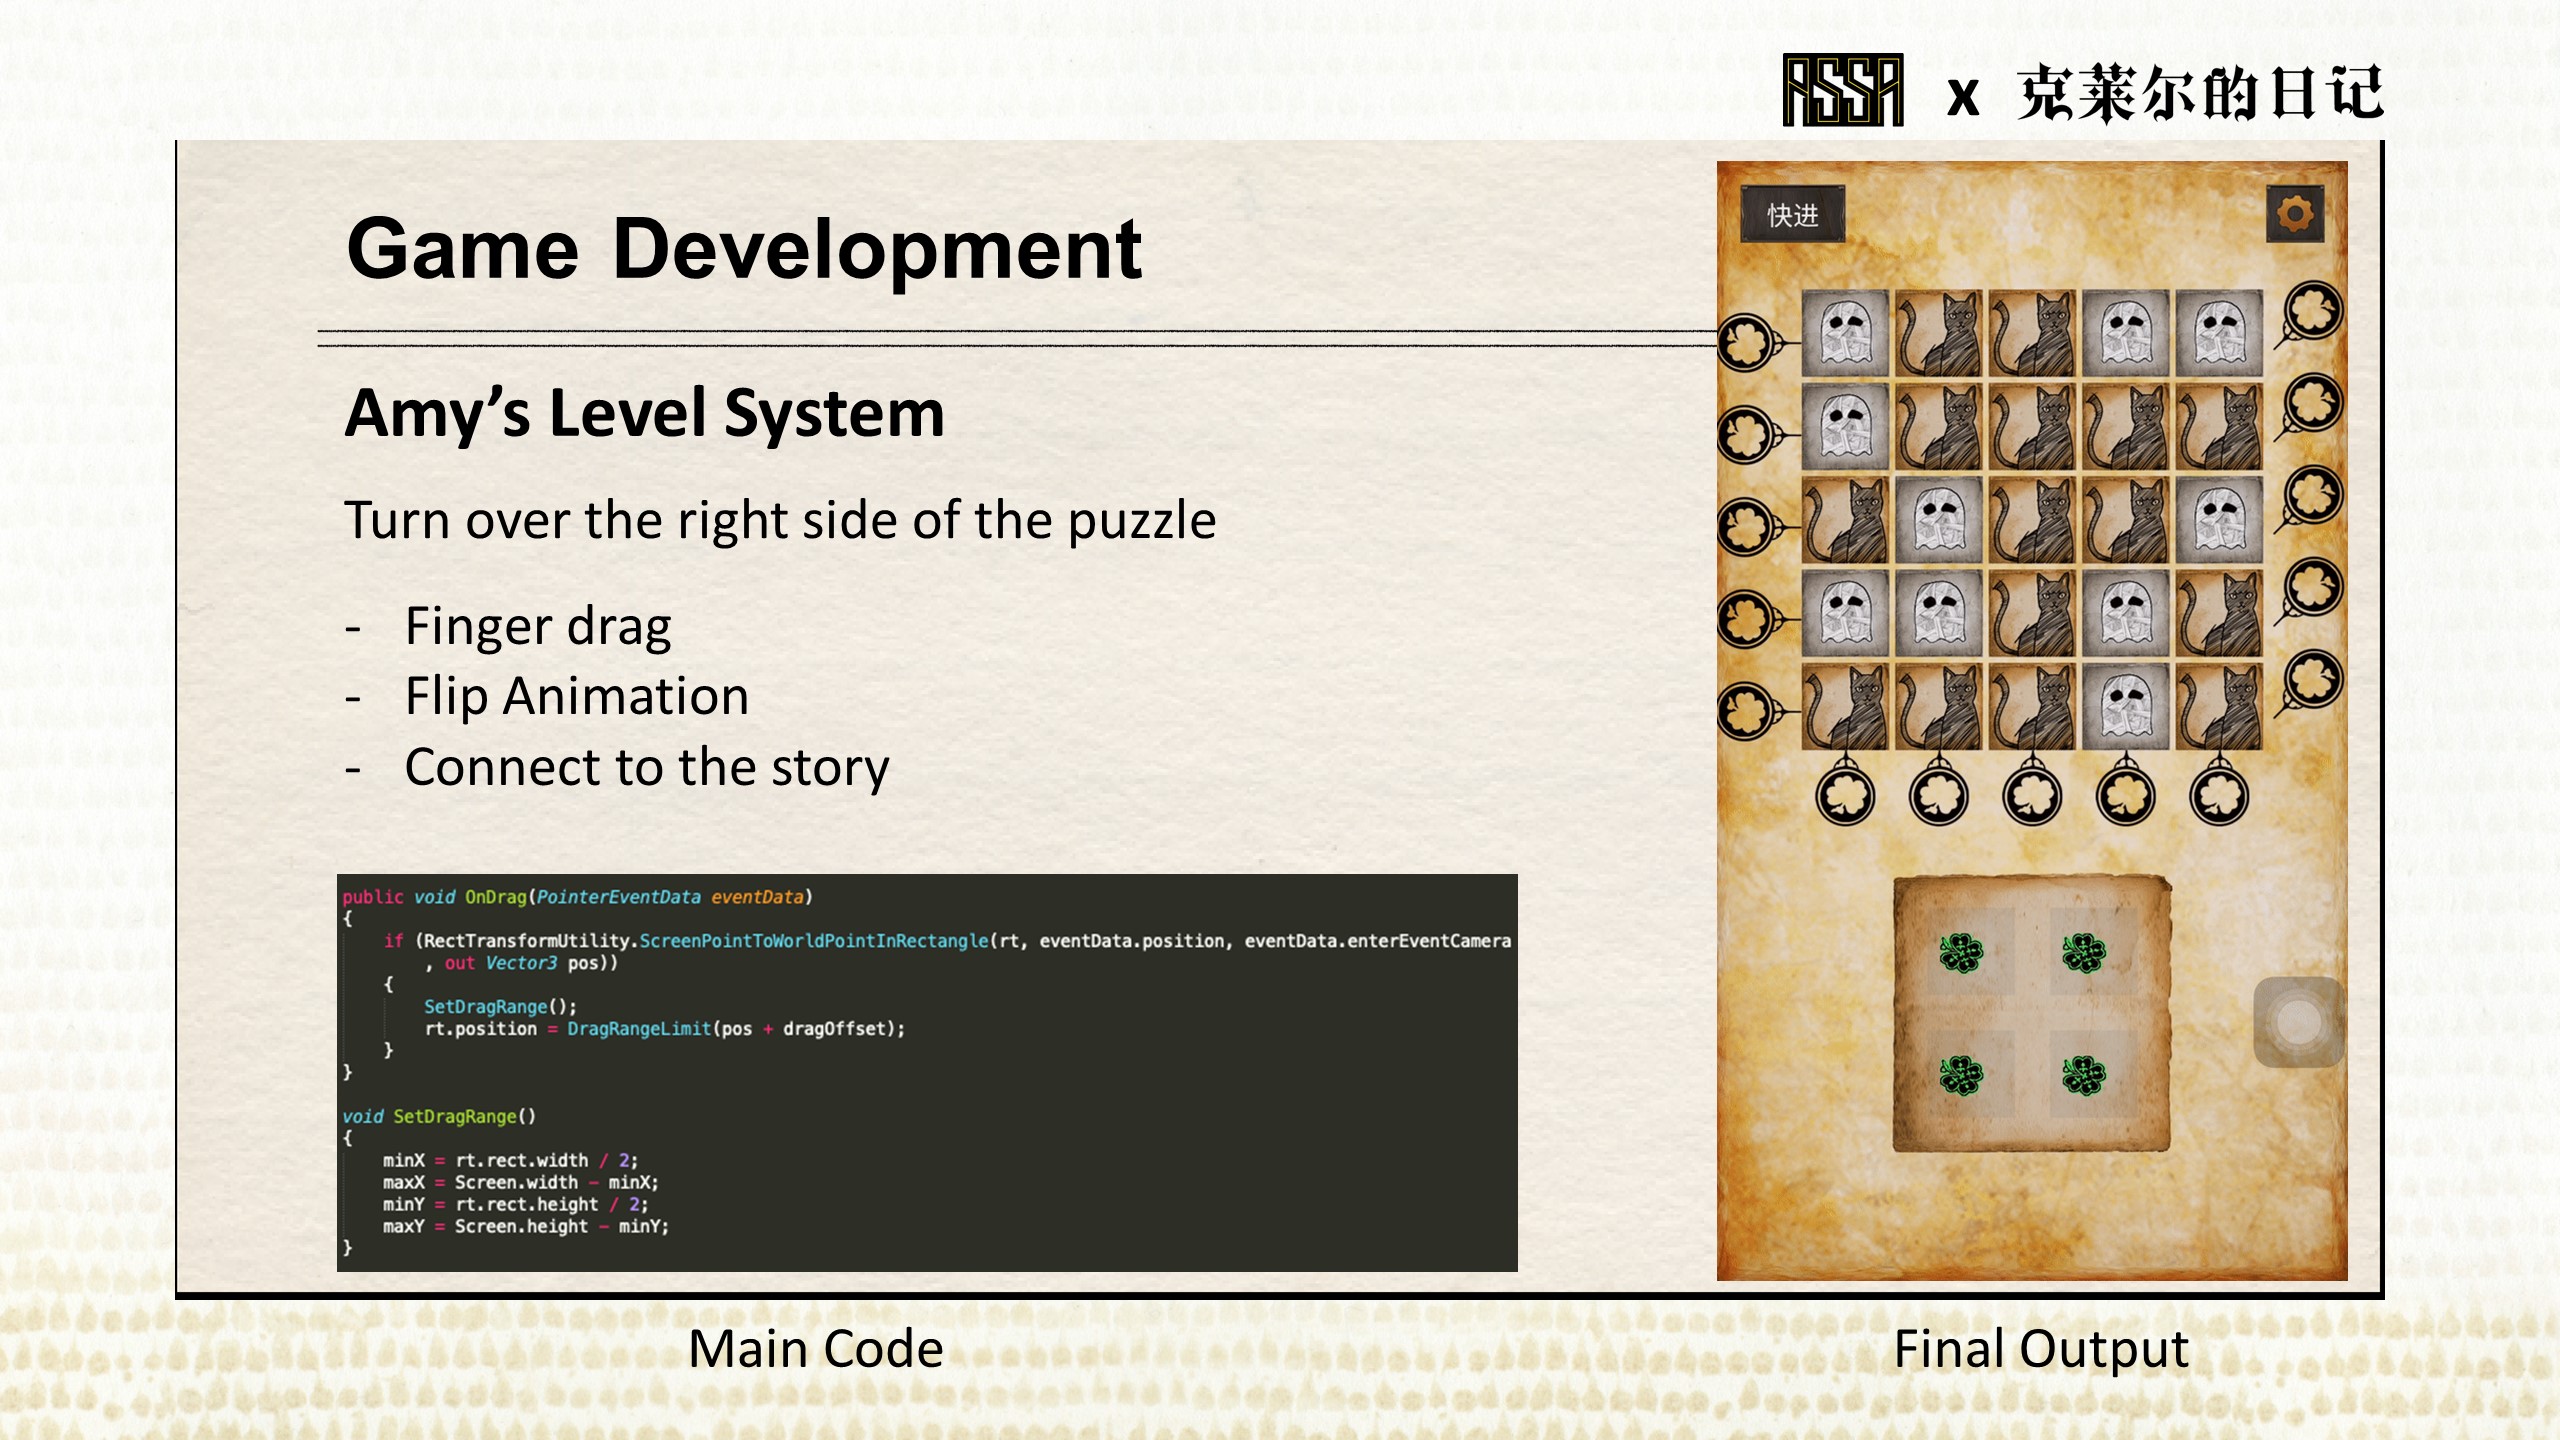 ASSA x 克莱尔的日记
Game Development
Amy’s Level System
Turn over the right side of the puzzle
- Finger drag
- Flip Animation
- Connect to the story
public void OnDrag(PointerEventData eventData)
{
if (RectTransformUtility.ScreenPointToWorldPointInRectangle(rt, eventData.position, eventData.enterEventCamera
, out Vector3 pos))
{
SetDragRange();
rt.position = DragRangeLimit(pos + dragOffset);
}
}
void SetDragRange()
{
minX = rt.rect.width / 2;
maxX = Screen.width - minX;
minY = rt.rect.height / 2;
maxY = Screen.height - minY;
}
快进
Main Code
Final Output